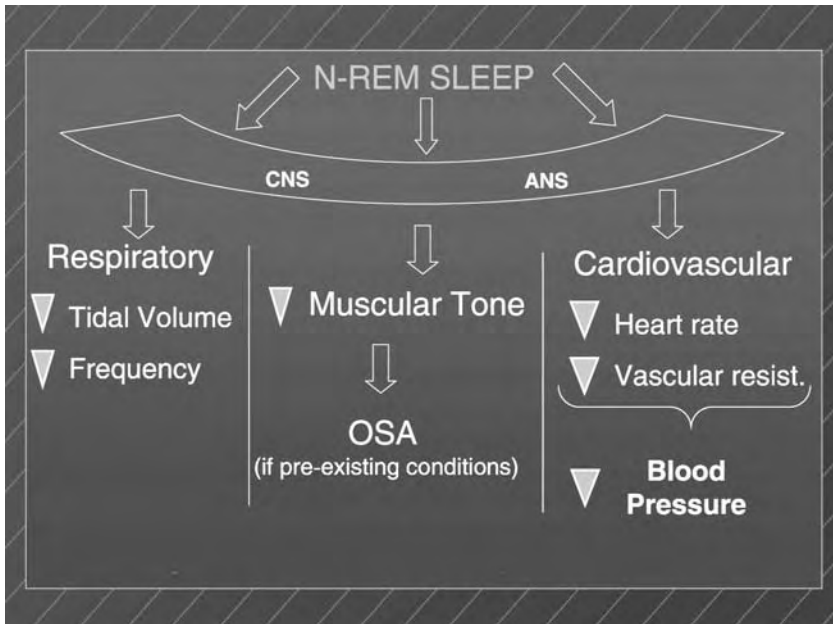 N-REM SLEEP
CNS
ANS
Respiratory
Tidal Volume
Frequency
Muscular Tone
OSA
(if pre-existing conditions)
Cardiovascular
Heart rate
Vascular resist.
Blood
Pressure